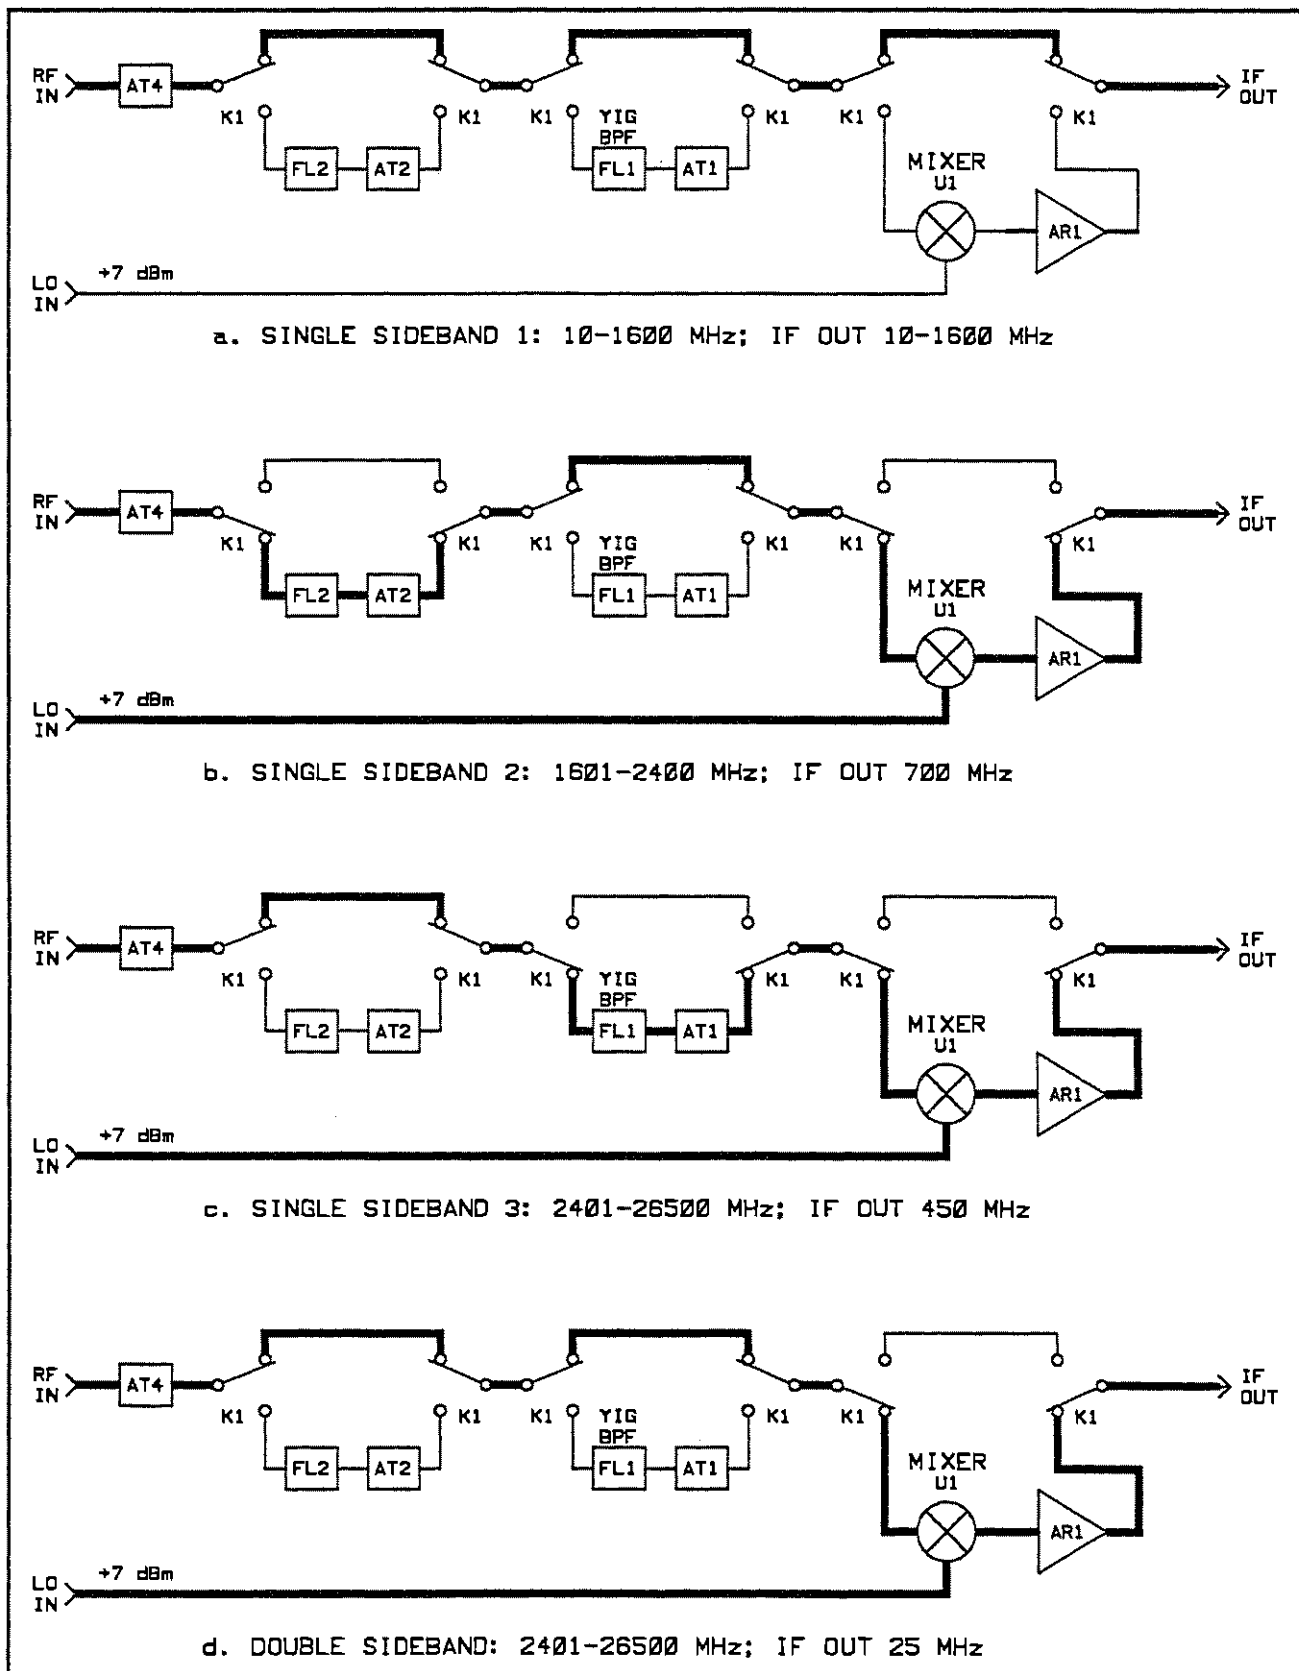 RF
IN
AT4
K1
K1
K1
YIG
BPF
K1
K1
K1
IF
OUT
FL2
AT2
FL1
AT1
MIXER
U1
AR1
LO
IN
+7 dBm
a. SINGLE SIDEBAND 1: 10-1600 MHz; IF OUT 10-1600 MHz
RF
IN
AT4
K1
K1
K1
YIG
BPF
K1
K1
K1
IF
OUT
FL2
AT2
FL1
AT1
MIXER
U1
AR1
LO
IN
+7 dBm
b. SINGLE SIDEBAND 2: 1601-2400 MHz; IF OUT 700 MHz
RF
IN
AT4
K1
K1
K1
YIG
BPF
K1
K1
K1
IF
OUT
FL2
AT2
FL1
AT1
MIXER
U1
AR1
LO
IN
+7 dBm
c. SINGLE SIDEBAND 3: 2401-26500 MHz; IF OUT 450 MHz
RF
IN
AT4
K1
K1
K1
YIG
BPF
K1
K1
K1
IF
OUT
FL2
AT2
FL1
AT1
MIXER
U1
AR1
LO
IN
+7 dBm
d. DOUBLE SIDEBAND: 2401-26500 MHz; IF OUT 25 MHz